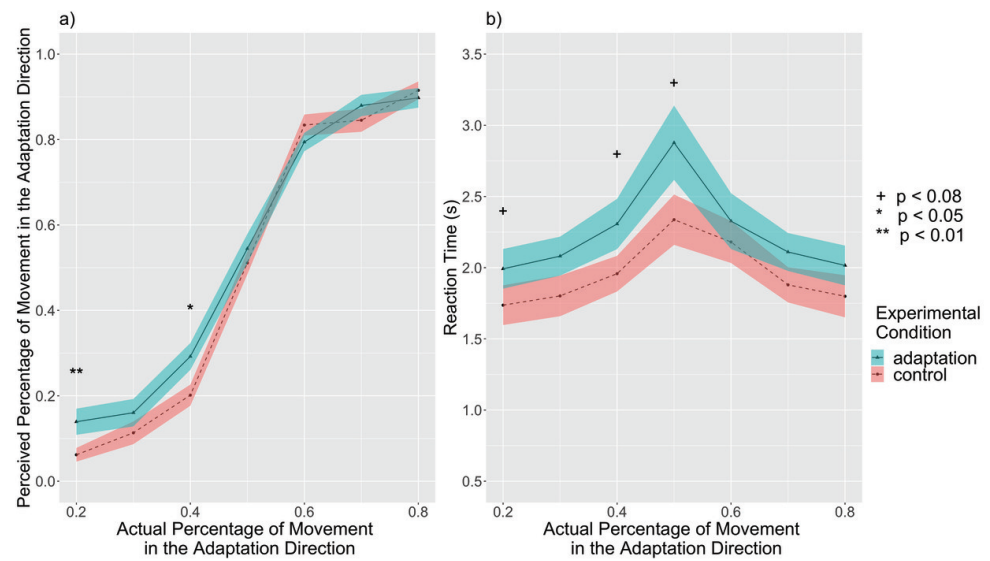 a)
Perceived Percentage of Movement in the Adaptation Direction
1.0
0.8
0.6
0.4
0.2
0.0
**
*
0.2
0.4
0.6
0.8
Actual Percentage of Movement
in the Adaptation Direction
b)
Reaction Time (s)
3.5
3.0
2.5
2.0
1.5
1.0
0.5
+
+
+
0.2
0.4
0.6
0.8
Actual Percentage of Movement
in the Adaptation Direction
+ p < 0.08
* p < 0.05
** p < 0.01
Experimental
Condition
adaptation
control